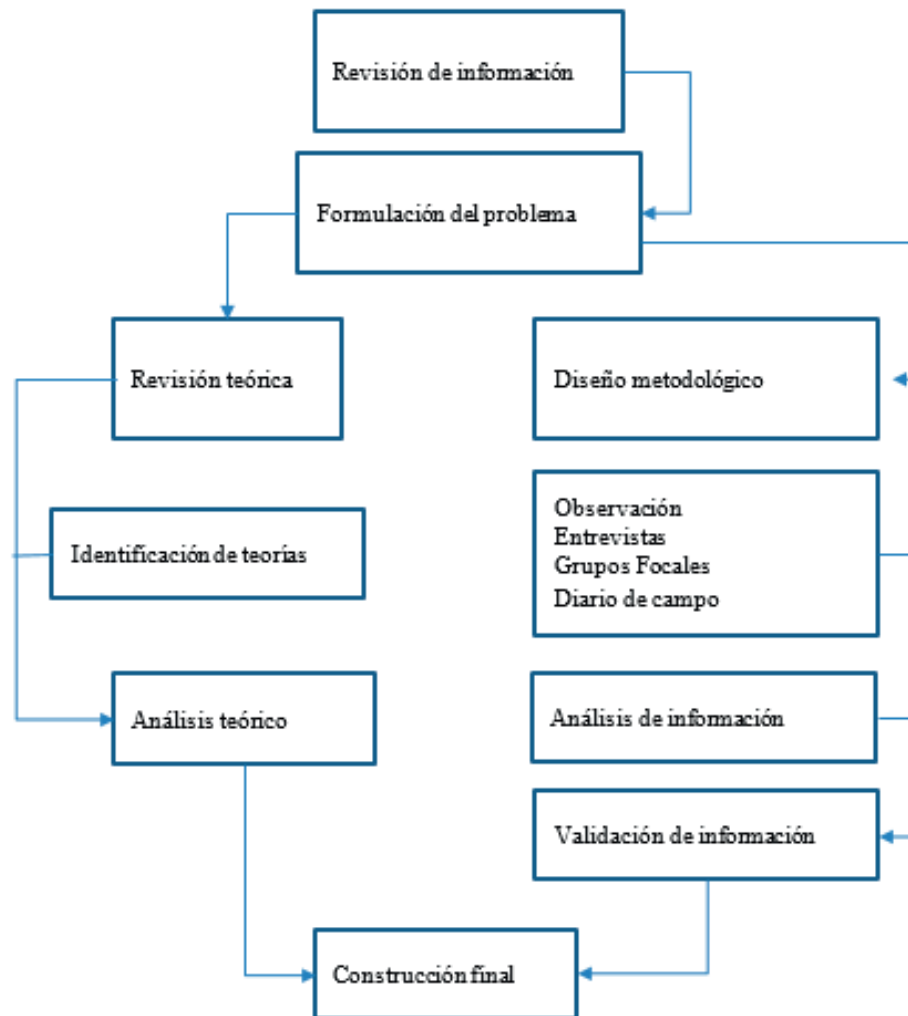 Revisión de información
Formulación del problema
Revisión teórica
Diseño metodológico
Identificación de teorías
Observación
Entrevistas
Grupos Focales
Diario de campo
Análisis teórico
Análisis de información
Validación de información
Construcción final